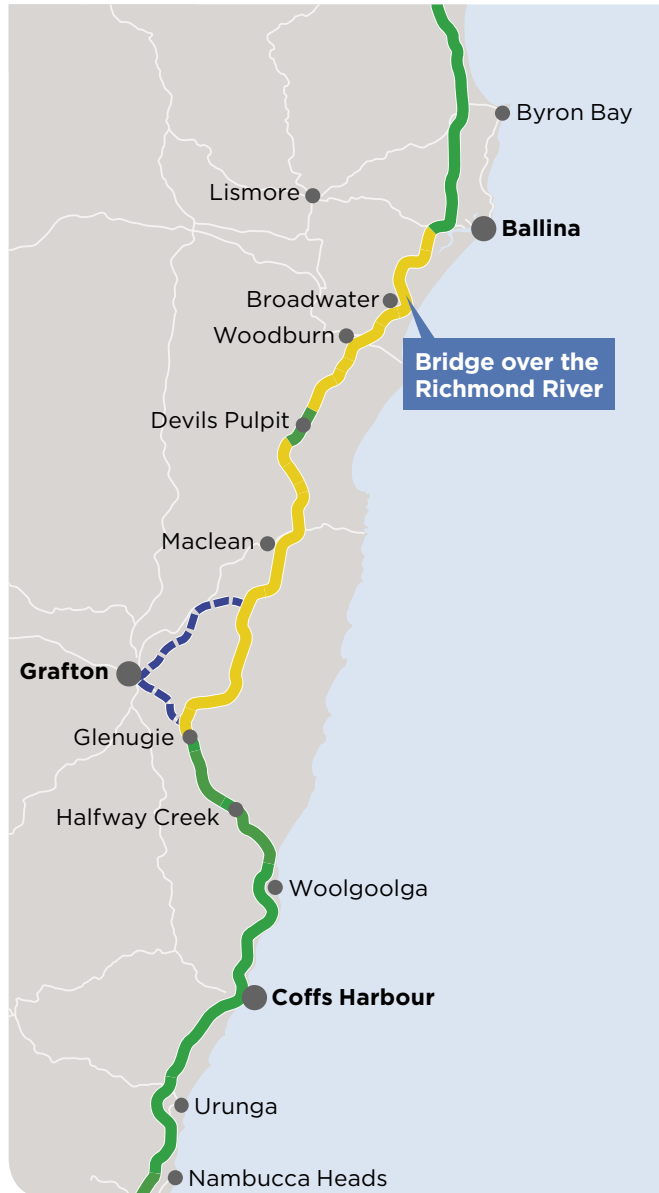 Byron Bay
Lismore
Ballina
Broadwater
Woodburn
Bridge over the
Richmond River
Devils Pulpit
Maclean
Grafton
Glenugie
Halfway Creek
Woolgoolga
Coffs Harbour
Urunga
Nambucca Heads